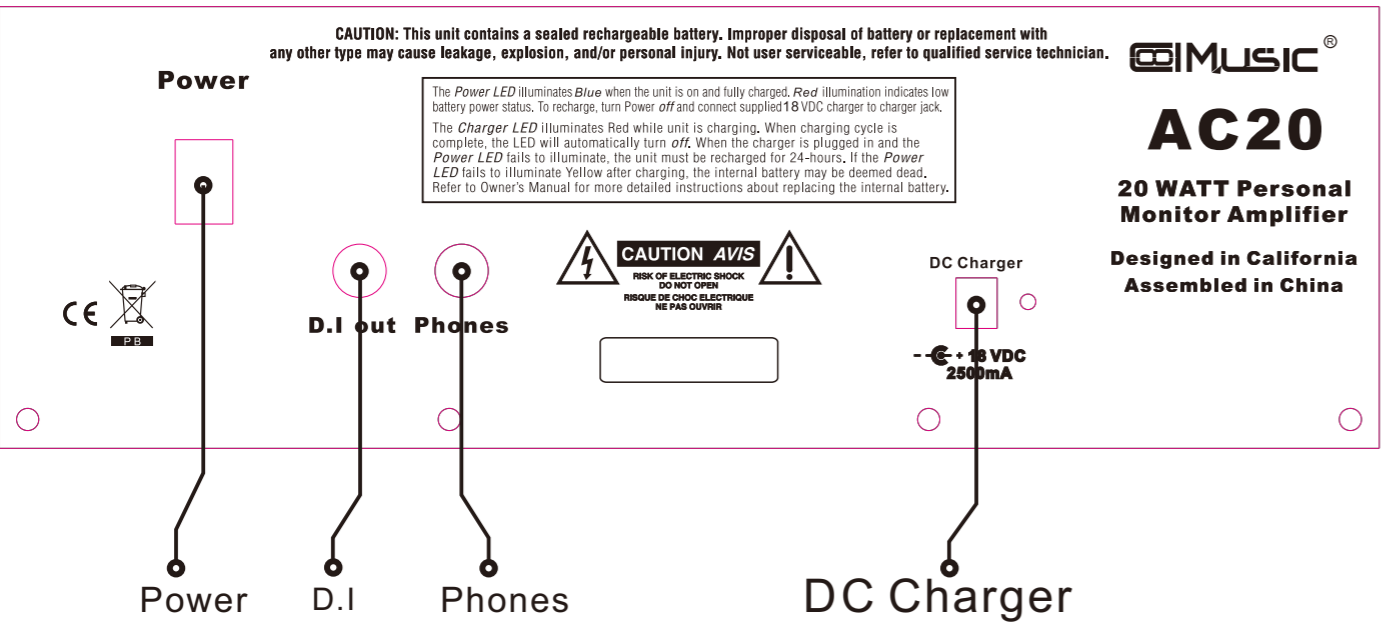 CAUTION: This unit contains a sealed rechargeable battery. Improper disposal of battery or replacement with
any other type may cause leakage, explosion, and/or personal injury. Not user serviceable, refer to qualified service technician.
Power
The Power LED illuminates Blue when the unit is on and fully charged. Red illumination indicates low
battery power status. To recharge, turn Power off and connect supplied 18 VDC charger to charger jack.
The Charger LED illuminates Red while unit is charging. When charging cycle is
complete, the LED will automatically turn off. When the charger is plugged in and the
Power LED fails to illuminate, the unit must be recharged for 24-hours. If the Power
LED fails to illuminate Yellow after charging, the internal battery may be deemed dead.
Refer to Owner's Manual for more detailed instructions about replacing the internal battery.
MUSIC®
AC20
20 WATT Personal
Monitor Amplifier
Designed in California
Assembled in China
CE
PB
D.I out Phones
CAUTION AVIS
RISK OF ELECTRIC SHOCK
DO NOT OPEN
RISQUE DE CHOC ELECTRIQUE
NE PAS OUVRIR
DC Charger
+ 18 VDC
2500mA
Power
D.I
Phones
DC Charger